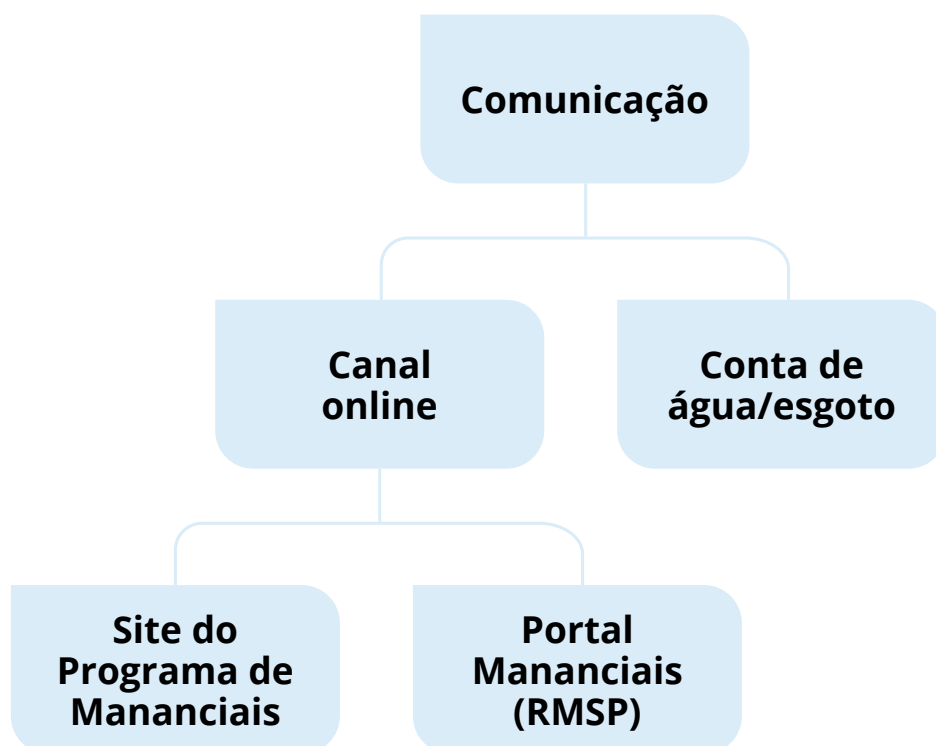 Comunicação
Canal
online
Conta de
água/esgoto
Site do
Programa de
Mananciais
Portal
Mananciais
(RMSP)